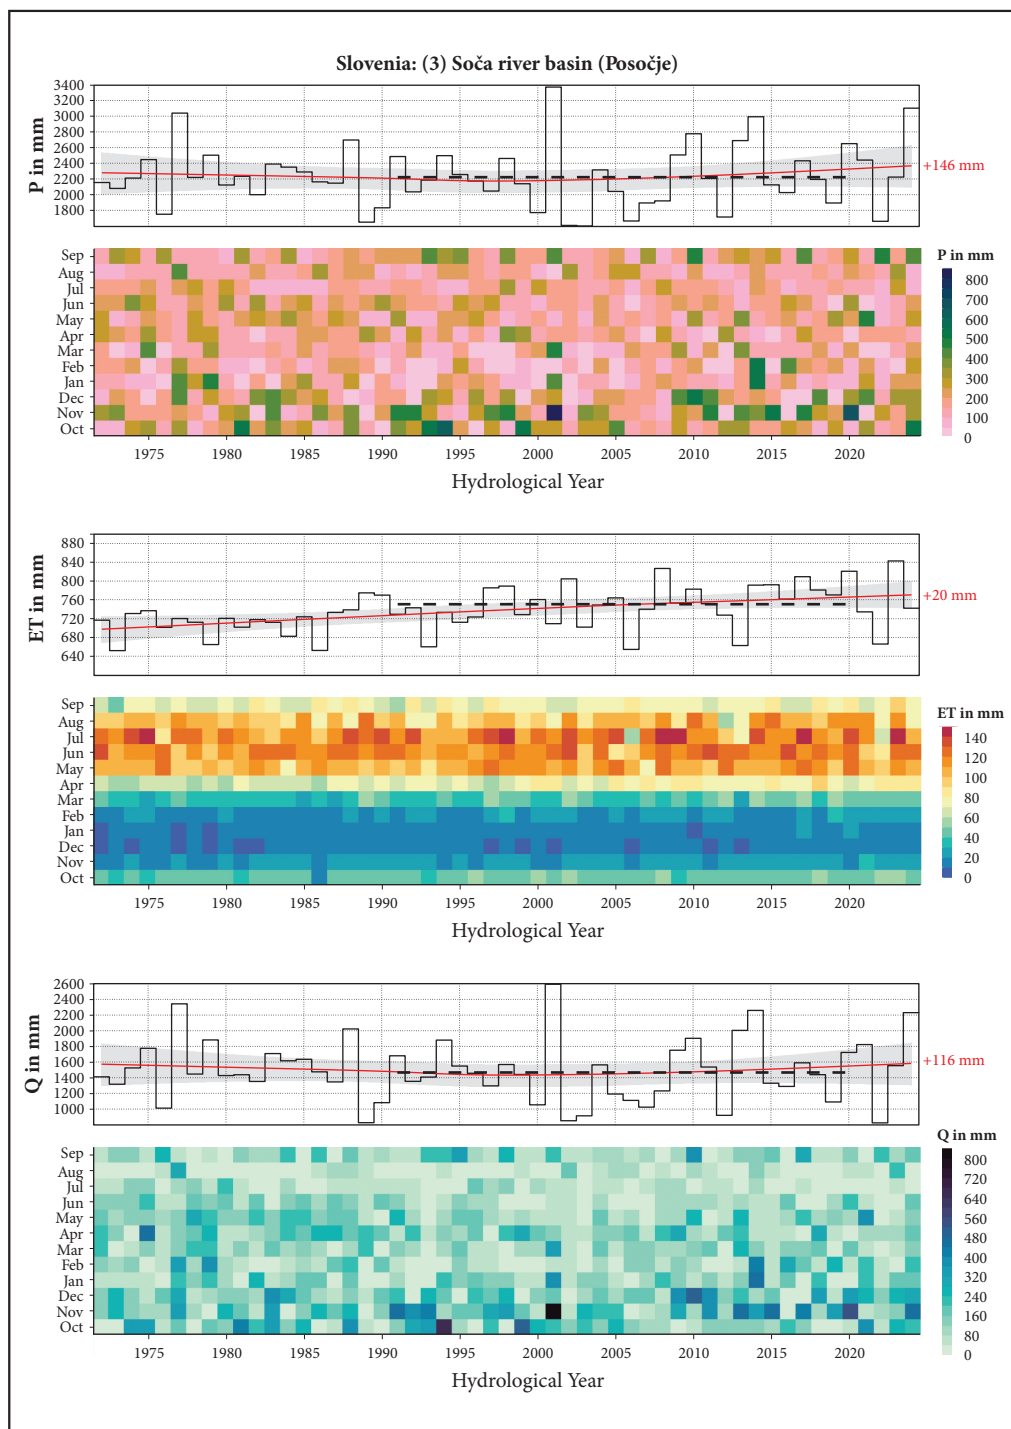 Slovenia: (3) Soča river basin (Posočje)
P in mm
3400
3200
3000
2800
2600
2400
2200
2000
1800
+146 mm
Sep
Aug
Jul
Jun
May
Apr
Mar
Feb
Jan
Dec
Nov
Oct
P in mm
800
700
600
500
400
300
200
100
0
1975 1980 1985 1990 1995 2000 2005 2010 2015 2020
Hydrological Year
ET in mm
880
840
800
760
720
680
640
+20 mm
Sep
Aug
Jul
Jun
May
Apr
Mar
Feb
Jan
Dec
Nov
Oct
ET in mm
140
120
100
80
60
40
20
0
1975 1980 1985 1990 1995 2000 2005 2010 2015 2020
Hydrological Year
Q in mm
2600
2400
2200
2000
1800
1600
1400
1200
1000
+116 mm
Sep
Aug
Jul
Jun
May
Apr
Mar
Feb
Jan
Dec
Nov
Oct
Q in mm
800
720
640
560
480
400
320
240
160
80
0
1975 1980 1985 1990 1995 2000 2005 2010 2015 2020
Hydrological Year